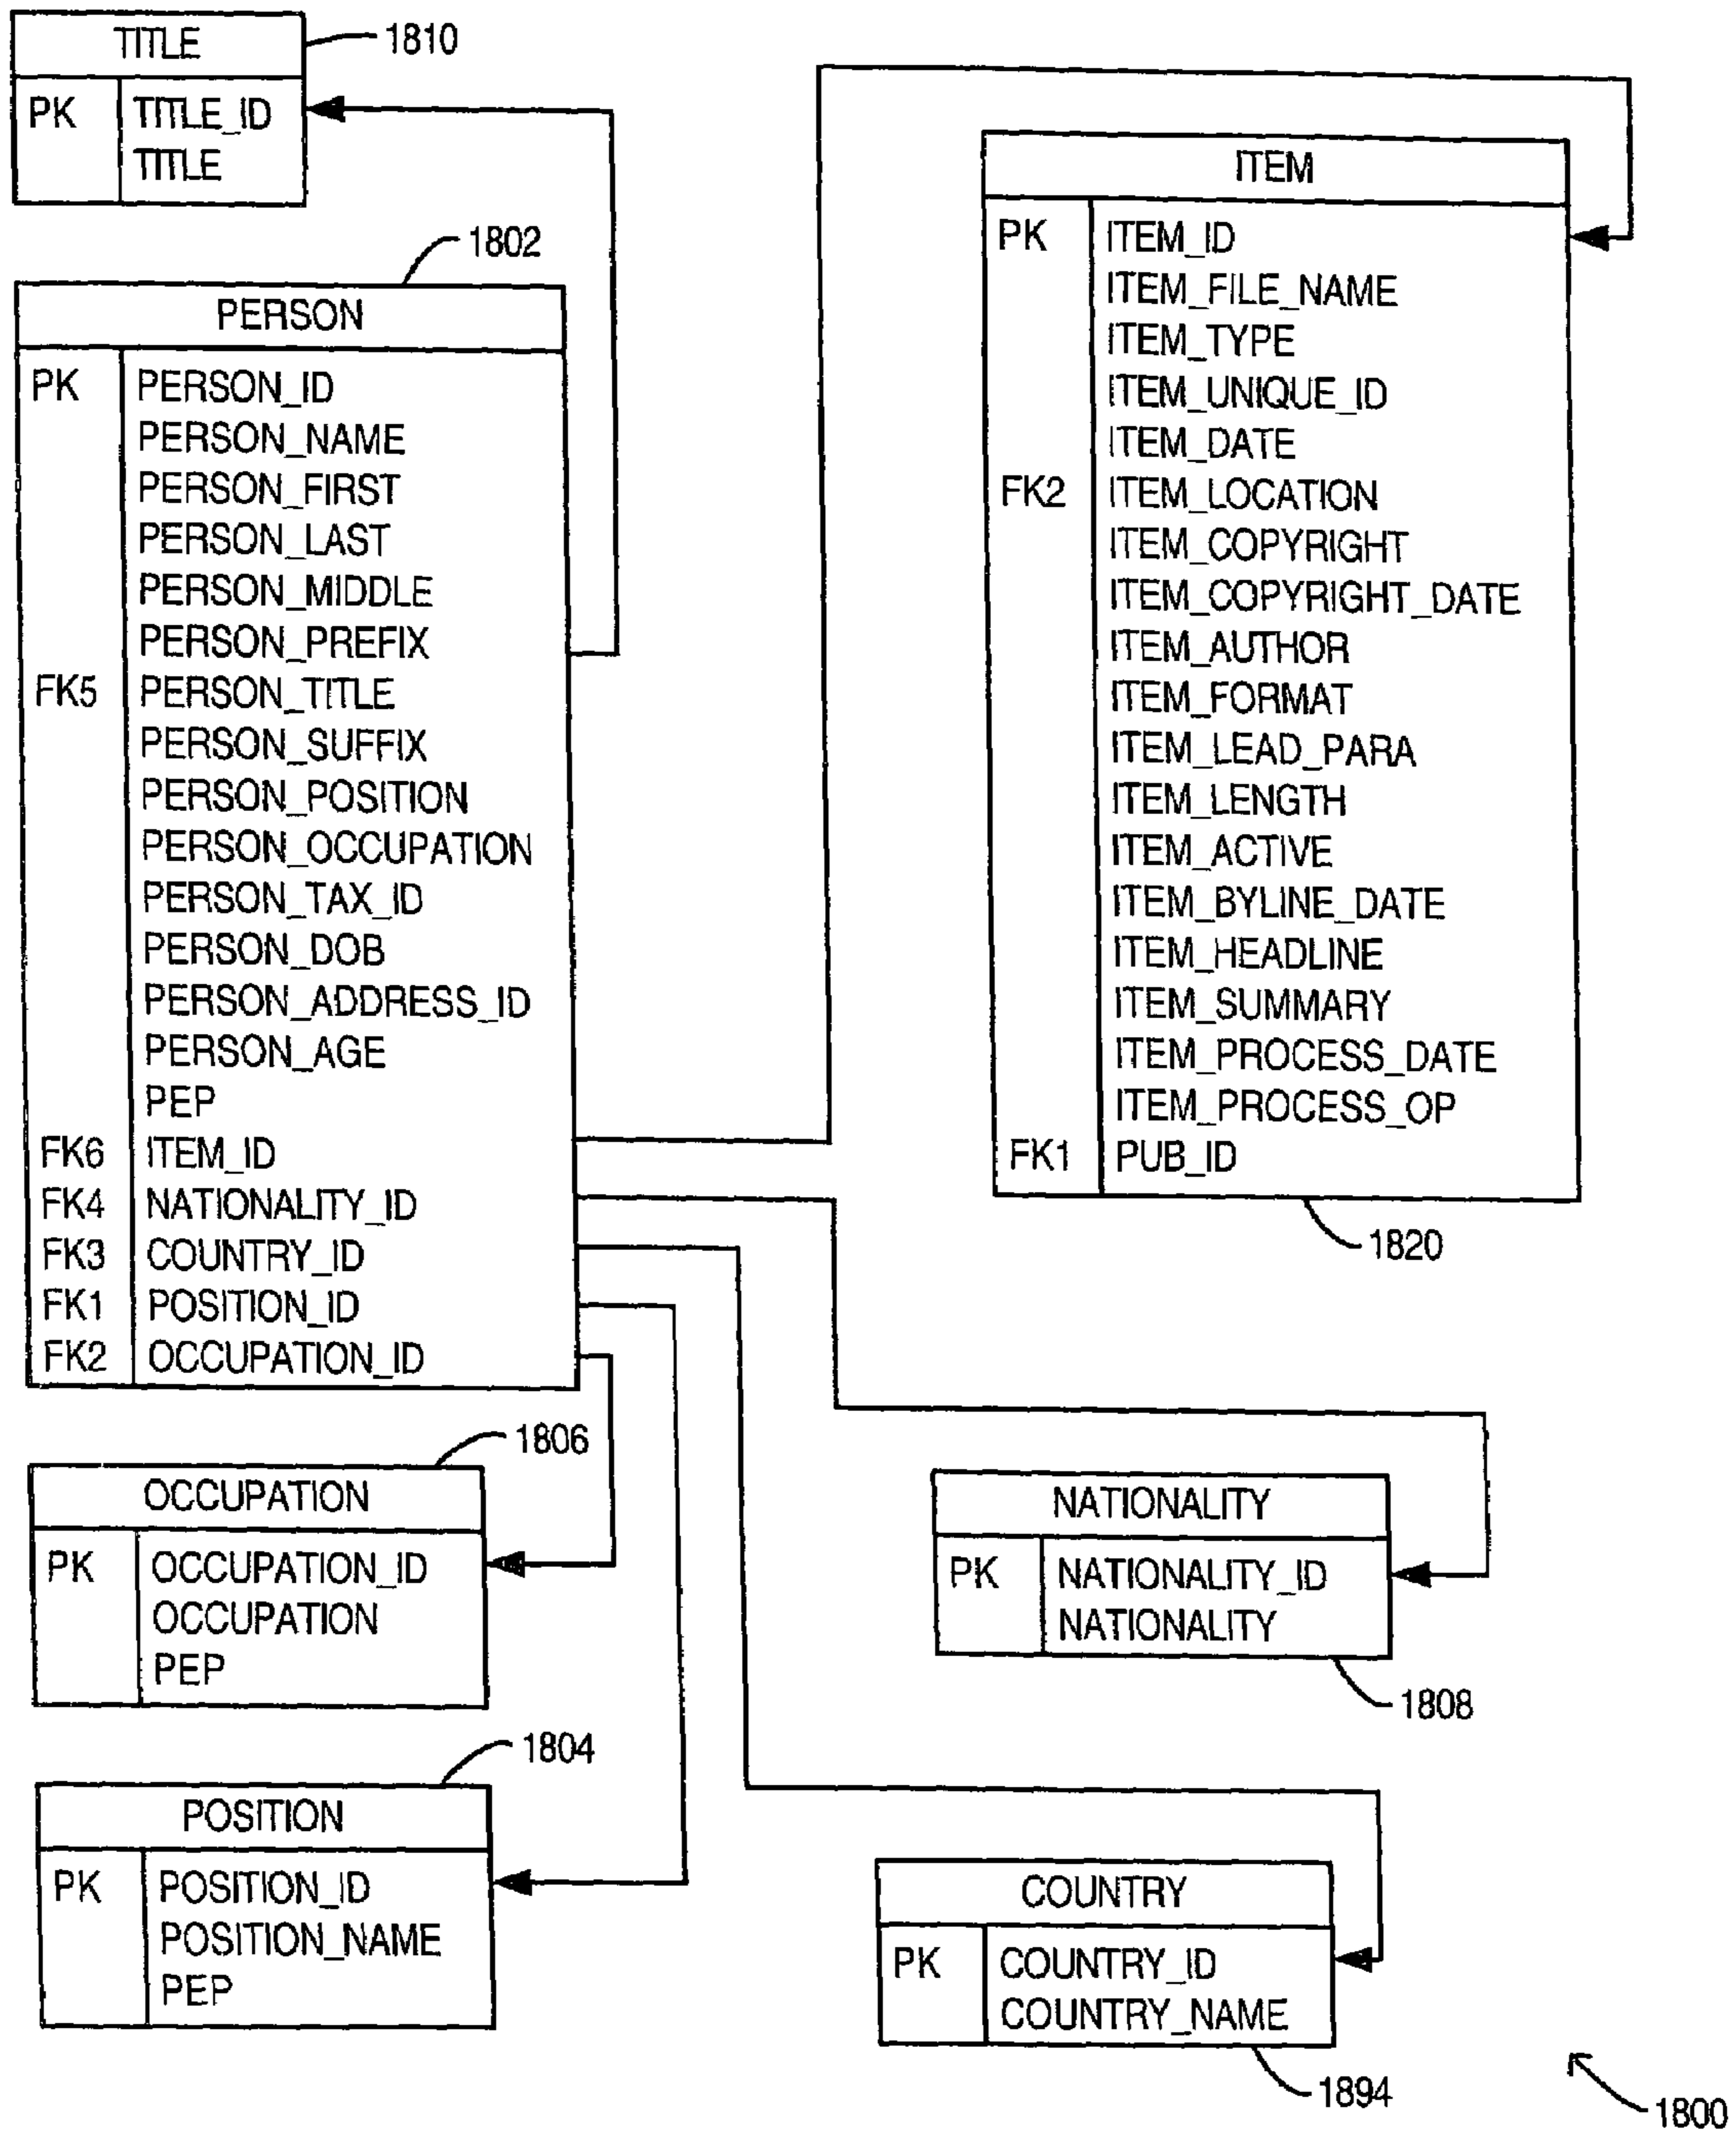 TITLE
1810
PK TITLE_ID
TITLE
1802
PERSON
PK PERSON_ID
PERSON_NAME
PERSON_FIRST
PERSON_LAST
PERSON_MIDDLE
PERSON_PREFIX
FK5 PERSON_TITLE
PERSON_SUFFIX
PERSON_POSITION
PERSON_OCCUPATION
PERSON_TAX_ID
PERSON_DOB
PERSON_ADDRESS_ID
PERSON_AGE
PEP
FK6 ITEM_ID
FK4 NATIONALITY_ID
FK3 COUNTRY_ID
FK1 POSITION_ID
FK2 OCCUPATION_ID
ITEM
PK ITEM_ID
ITEM_FILE_NAME
ITEM_TYPE
ITEM_UNIQUE_ID
ITEM_DATE
FK2 ITEM_LOCATION
ITEM_COPYRIGHT
ITEM_COPYRIGHT_DATE
ITEM_AUTHOR
ITEM_FORMAT
ITEM_LEAD_PARA
ITEM_LENGTH
ITEM_ACTIVE
ITEM_BYLINE_DATE
ITEM_HEADLINE
ITEM_SUMMARY
ITEM_PROCESS_DATE
ITEM_PROCESS_OP
FK1 PUB_ID
1820
1806
OCCUPATION
PK OCCUPATION_ID
OCCUPATION
PEP
NATIONALITY
PK NATIONALITY_ID
NATIONALITY
1808
1804
POSITION
PK POSITION_ID
POSITION_NAME
PEP
COUNTRY
PK COUNTRY_ID
COUNTRY_NAME
1894
1800